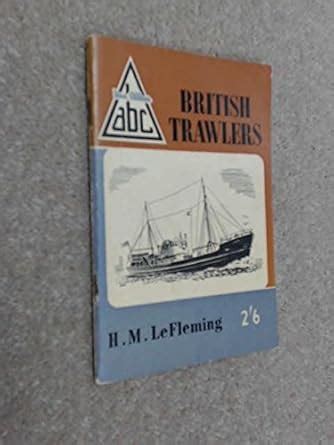 abc
BRITISH
TRAWLERS
H. M. LeFleming
2'6